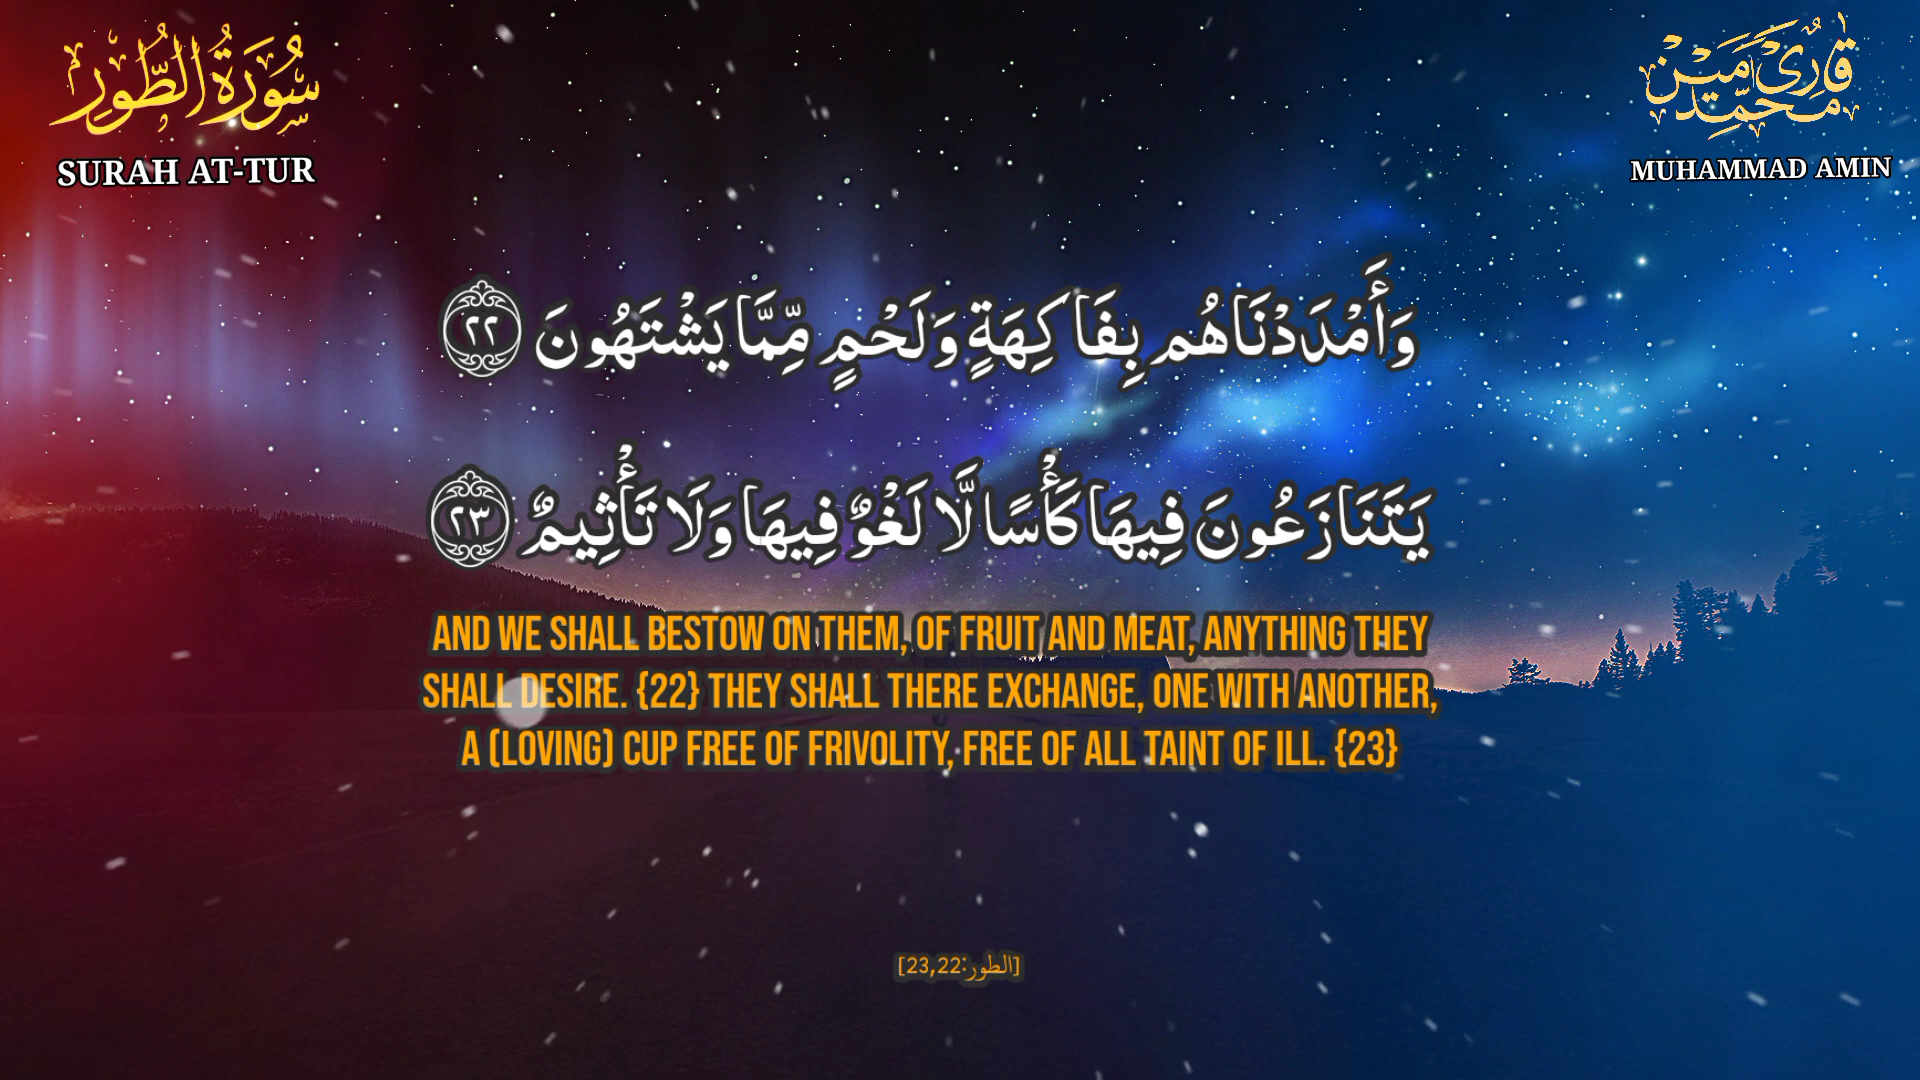 سُورَةُ الطُّورِ
SURAH AT-TUR
قَارِئ مُحَمَّد مَيِن
MUHAMMAD AMIN
وَأَمْدَدْنَاهُم بِفَاكِهَةٍ وَلَحْمٍ مِّمَّا يَشْتَهُونَ ٢٢
يَتَنَازَعُونَ فِيهَا كَأْسًا لَّا لَغْوٌ فِيهَا وَلَا تَأْثِيمٌ ٢٣
AND WE SHALL BESTOW ON THEM, OF FRUIT AND MEAT, ANYTHING THEY
SHALL DESIRE. {22} THEY SHALL THERE EXCHANGE, ONE WITH ANOTHER,
A (LOVING) CUP FREE OF FRIVOLITY, FREE OF ALL TAINT OF ILL. {23}
[الطور:23,22]